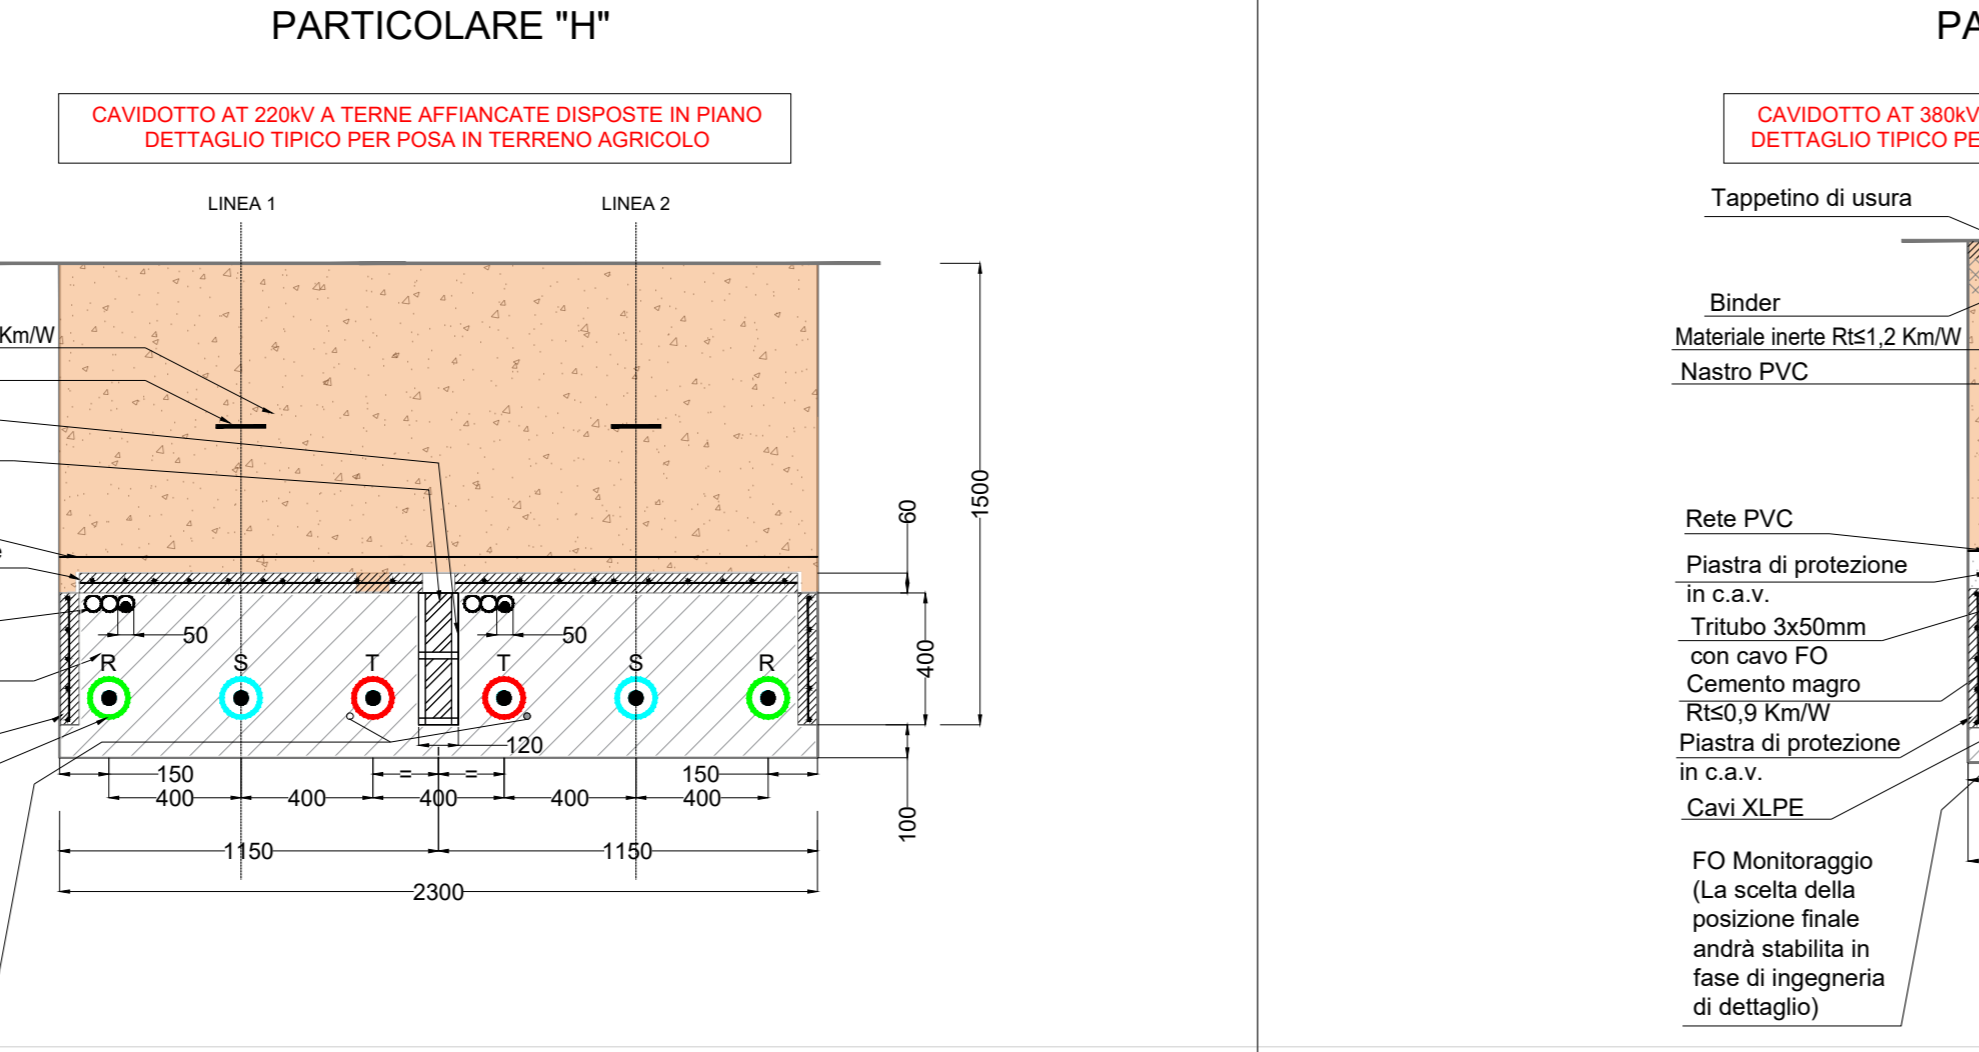 PARTICOLARE "H"
CAVIDOTTO AT 220kV A TERNE AFFIANCATE DISPOSTE IN PIANO
DETTAGLIO TIPICO PER POSA IN TERRENO AGRICOLO
LINEA 1
LINEA 2
Km/W
60
1500
50
50
400
R
S
T
T
S
R
120
150
=
=
150
400
400
400
400
400
100
1150
1150
2300
CAVIDOTTO AT 380kV
DETTAGLIO TIPICO
Tappetino di usura
Binder
Materiale inerte Rt≤1,2 Km/W
Nastro PVC
Rete PVC
Piastra di protezione
in c.a.v.
Tritubo 3x50mm
con cavo FO
Cemento magro
Rt≤0,9 Km/W
Piastra di protezione
in c.a.v.
Cavi XLPE
FO Monitoraggio
(La scelta della
posizione finale
andrà stabilita in
fase di ingegneria
di dettaglio)